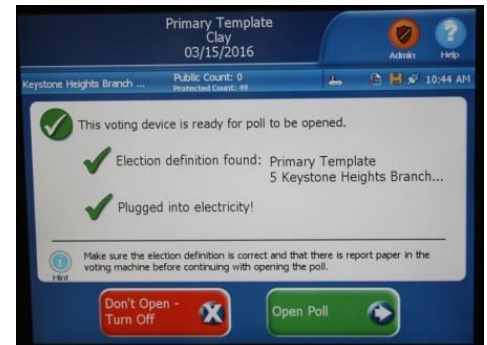 Primary Template
Clay
03/15/2016
Admin
Help
Keystone Heights Branch ...
Public Count: 0
Protected Count: 49
10:44 AM
This voting device is ready for poll to be opened.
Election definition found: Primary Template
5 Keystone Heights Branch...
Plugged into electricity!
Hint
Make sure the election definition is correct and that there is report paper in the
voting machine before continuing with opening the poll.
Don't Open -
Turn Off
Open Poll